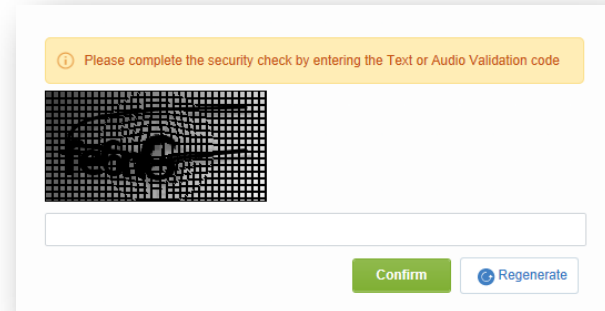 Please complete the security check by entering the Text or Audio Validation code
Confirm
Regenerate